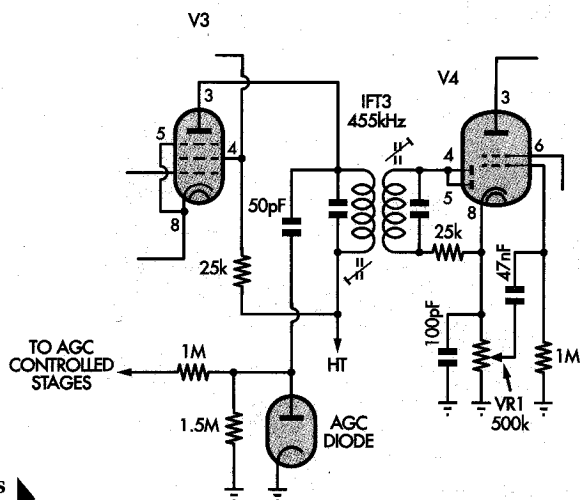 V3
V4
3
IFT3
455kHz
3
5
4
4
6
5
8
8
50pF
25k
25k
47nF
100pF
1M
HT
VR1
500k
TO AGC
CONTROLLED
STAGES
1M
1.5M
AGC
DIODE
s